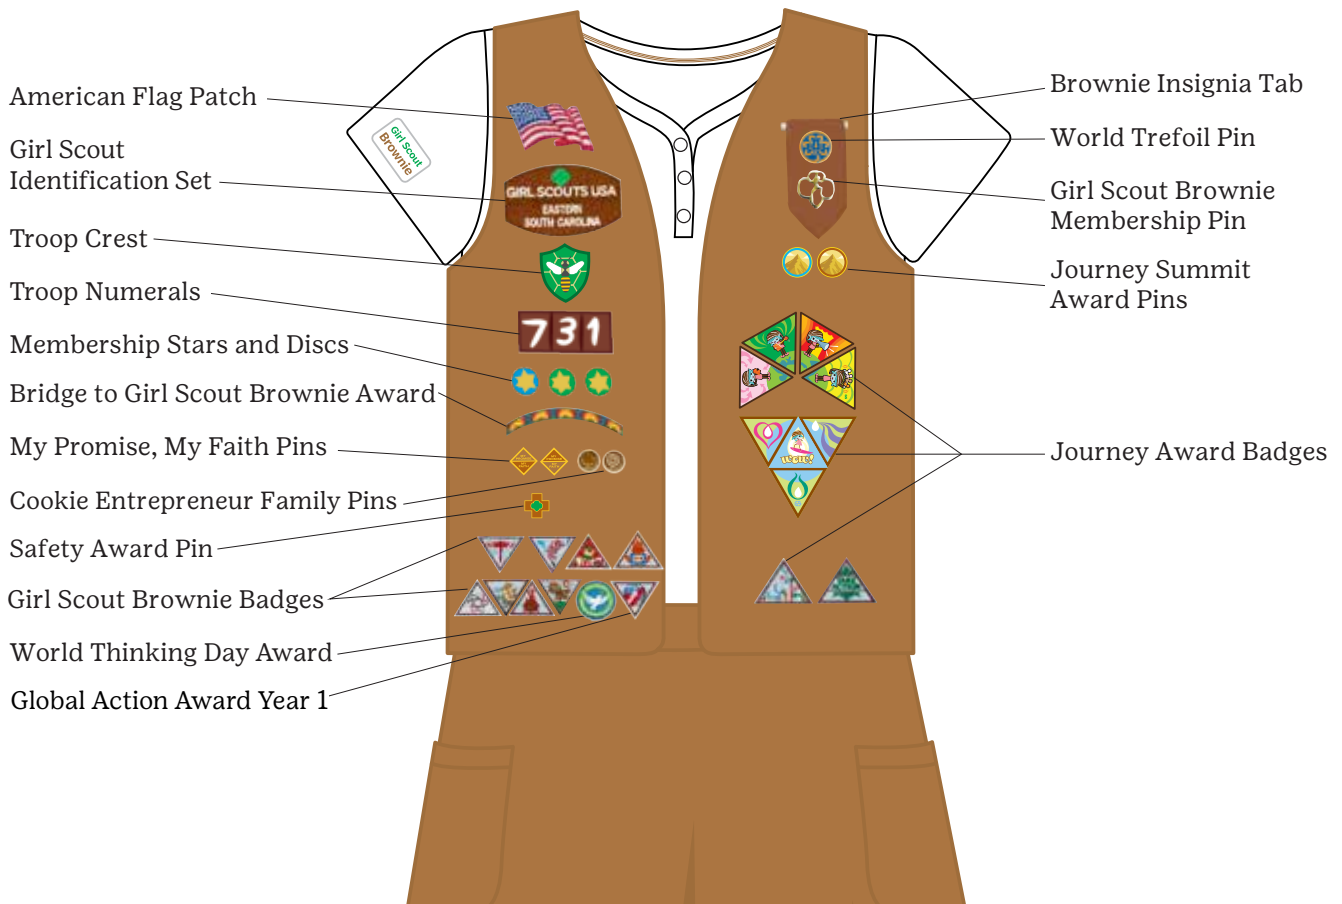 American Flag Patch
Girl Scout
Identification Set
Troop Crest
Troop Numerals
Membership Stars and Discs
Bridge to Girl Scout Brownie Award
My Promise, My Faith Pins
Cookie Entrepreneur Family Pins
Safety Award Pin
Girl Scout Brownie Badges
World Thinking Day Award
Global Action Award Year 1
Girl Scout
Brownie
GIRL SCOUTS USA
EASTERN
SOUTH CAROLINA
731
Brownie Insignia Tab
World Trefoil Pin
Girl Scout Brownie
Membership Pin
Journey Summit
Award Pins
Journey Award Badges